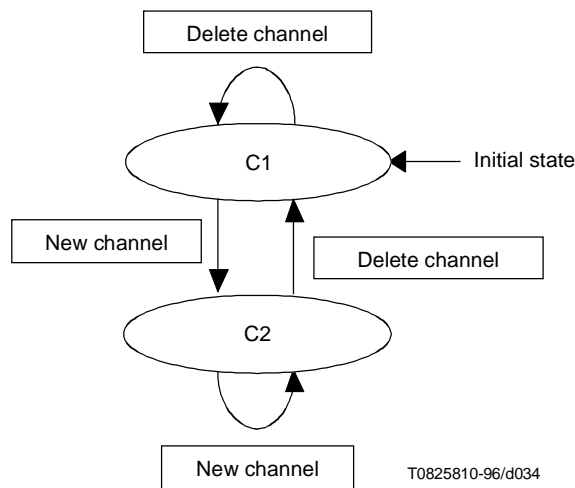 Delete channel
C1
Initial state
New channel
Delete channel
C2
New channel
T0825810-96/d034